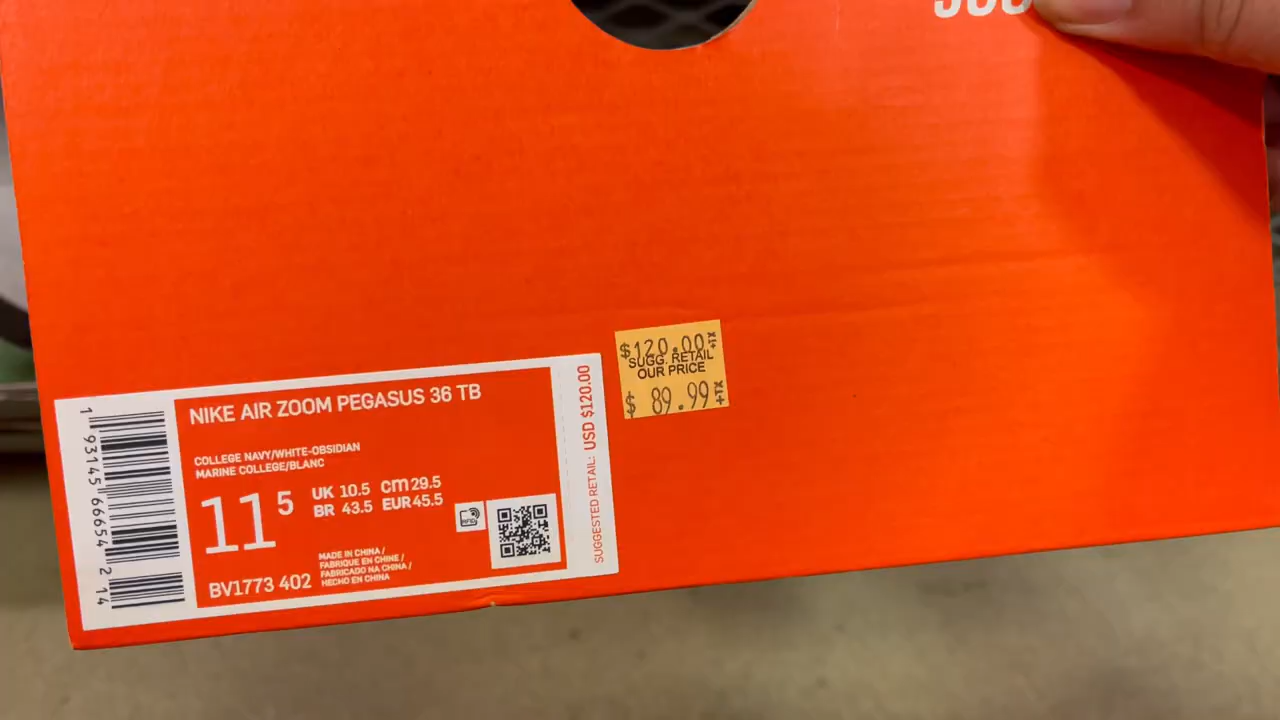 NIKE AIR ZOOM PEGASUS 36 TB
COLLEGE NAVY/WHITE-OBSIDIAN
MARINE COLLEGE/BLANC
11 5
UK 10.5 cm 29.5
BR 43.5 EUR 45.5
RFID
BV1773 402
MADE IN CHINA /
FABRIQUE EN CHINE /
FABRICADO NA CHINA /
HECHO EN CHINA
1 93145 66654 2 14
SUGGESTED RETAIL: USD $120.00
$120.00 +TX
SUGG. RETAIL
OUR PRICE
$ 89.99 +TX